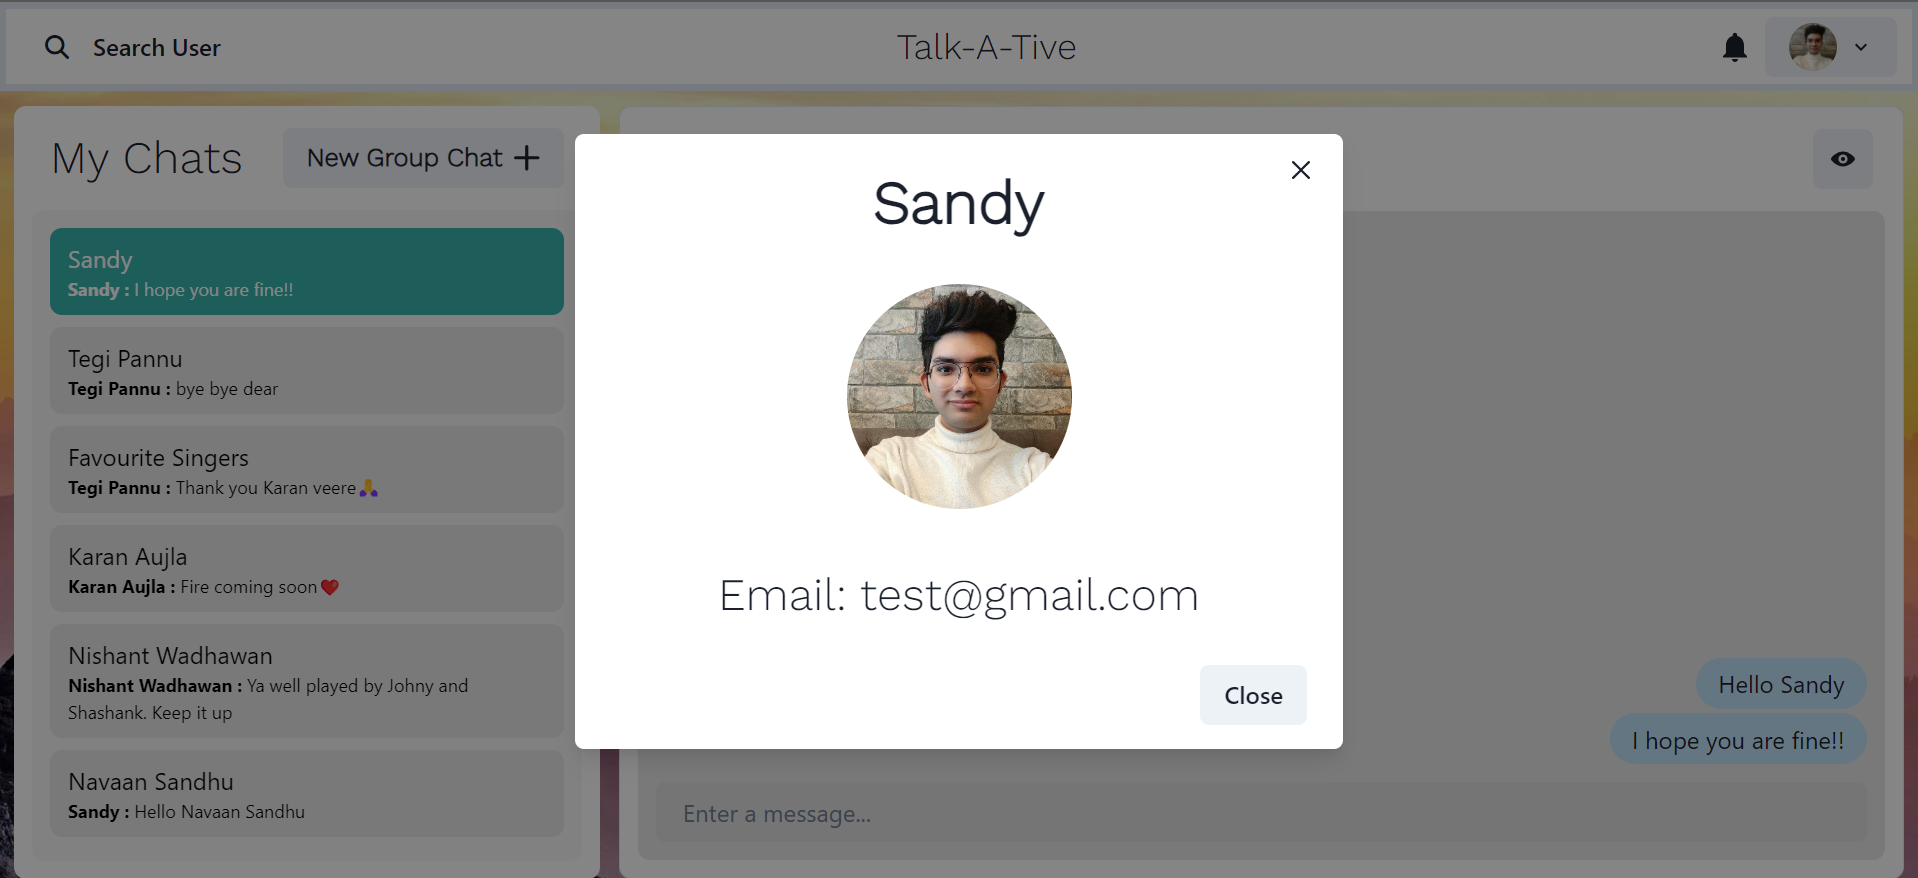 Search User
Talk-A-Tive
My Chats
New Group Chat
Sandy
Sandy : I hope you are fine!!
Tegi Pannu
Tegi Pannu : bye bye dear
Favourite Singers
Tegi Pannu : Thank you Karan veere🙏
Karan Aujla
Karan Aujla : Fire coming soon❤️
Nishant Wadhawan
Nishant Wadhawan : Ya well played by Johny and
Shashank. Keep it up
Navaan Sandhu
Sandy : Hello Navaan Sandhu
Sandy
Email: test@gmail.com
Close
Hello Sandy
I hope you are fine!!
Enter a message...